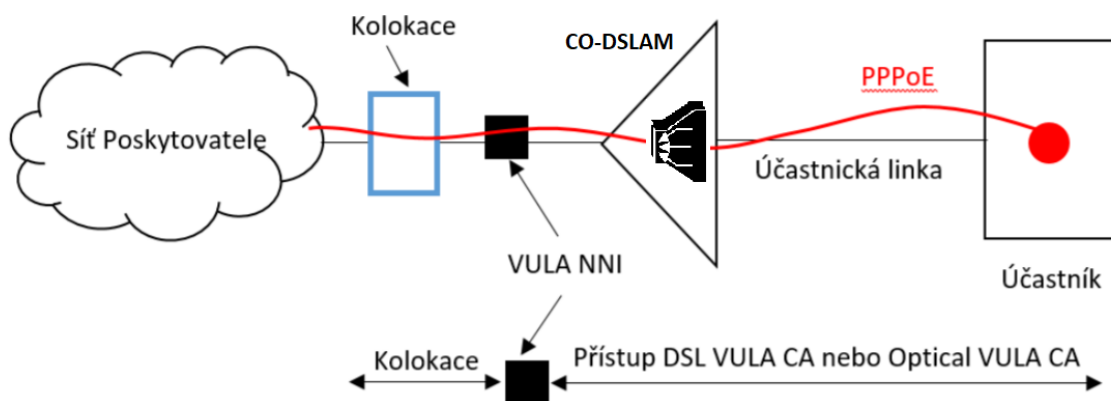 Kolokace
CO-DSLAM
PPPoE
Síť Poskytovatele
Účastnická linka
VULA NNI
Účastník
Kolokace
Přístup DSL VULA CA nebo Optical VULA CA